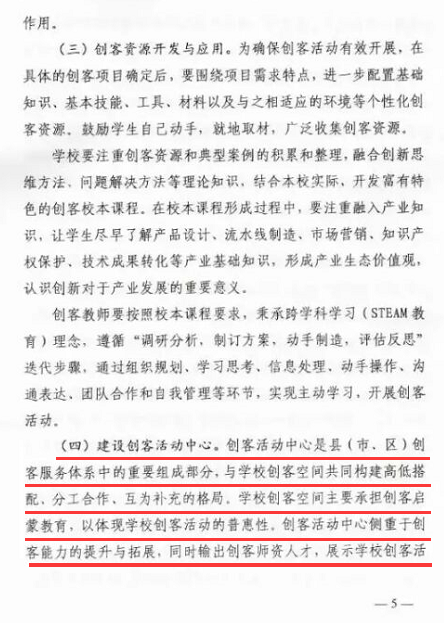 作用。
（三）创客资源开发与应用。为确保创客活动有效开展，在
具体的创客项目确定后，要围绕项目需求特点，进一步配置基础
知识、基本技能、工具、材料以及与之相适应的环境等个性化创
客资源。鼓励学生自己动手，就地取材，广泛收集创客资源。
学校要注重创客资源和典型案例的积累和整理，融合创新思
维方法、问题解决方法等理论知识，结合本校实际，开发富有特
色的创客校本课程。在校本课程形成过程中，要注重融入产业知
识，让学生尽早了解产品设计、流水线制造、市场营销、知识产
权保护、技术成果转化等产业基础知识，形成产业生态价值观，
认识创新对于产业发展的重要意义。
创客教师要按照校本课程要求，秉承跨学科学习（STEAM教
育）理念，遵循“调研分析，制订方案，动手制造，评估反思”
迭代步骤，通过组织规划、学习思考、信息处理、动手操作、沟
通表达、团队合作和自我管理等环节，实现主动学习，开展创客
活动。
（四）建设创客活动中心。创客活动中心是县（市、区）创
客服务体系中的重要组成部分，与学校创客空间共同构建高低搭
配，分工合作、互为补充的格局。学校创客空间主要承担创客启
蒙教育，以体现学校创客活动的普惠性，创客活动中心侧重于创
客能力的提升与拓展，同时输出创客师资人才，展示学校创客活
— 5 —